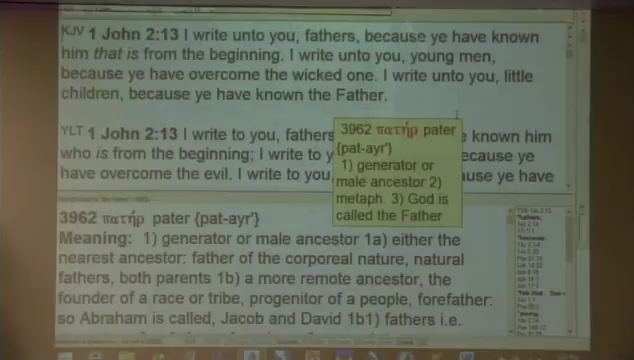 KJV 1 John 2:13 I write unto you, fathers, because ye have known
him that is from the beginning. I write unto you, young men,
because ye have overcome the wicked one. I write unto you, little
children, because ye have known the Father.
YLT 1 John 2:13 I write to you, fathers
who is from the beginning; I write to y
have overcome the evil. I write to you
e known him
ecause ye
use ye have
3962 πατήρ pater
{pat-ayr'}
1) generator or
male ancestor 2)
metaph. 3) God is
called the Father
3962 πατήρ pater {pat-ayr'}
Meaning: 1) generator or male ancestor 1a) either the
nearest ancestor: father of the corporeal nature, natural
fathers, both parents 1b) a more remote ancestor, the
founder of a race or tribe, progenitor of a people, forefather:
so Abraham is called, Jacob and David 1b1) fathers i.e.